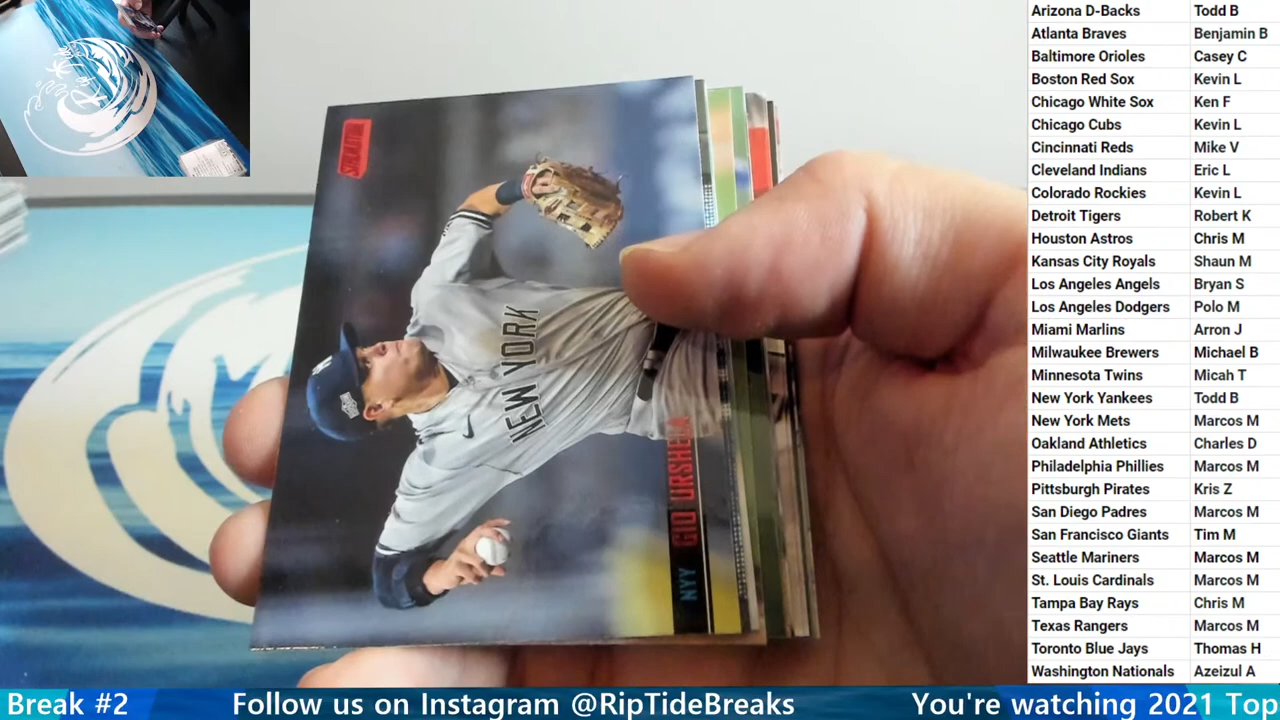 Arizona D-Backs Todd B
Atlanta Braves Benjamin B
Baltimore Orioles Casey C
Boston Red Sox Kevin L
Chicago White Sox Ken F
Chicago Cubs Kevin L
Cincinnati Reds Mike V
Cleveland Indians Eric L
Colorado Rockies Kevin L
Detroit Tigers Robert K
Houston Astros Chris M
Kansas City Royals Shaun M
Los Angeles Angels Bryan S
Los Angeles Dodgers Polo M
Miami Marlins Arron J
Milwaukee Brewers Michael B
Minnesota Twins Micah T
New York Yankees Todd B
New York Mets Marcos M
Oakland Athletics Charles D
Philadelphia Phillies Marcos M
Pittsburgh Pirates Kris Z
San Diego Padres Marcos M
San Francisco Giants Tim M
Seattle Mariners Marcos M
St. Louis Cardinals Marcos M
Tampa Bay Rays Chris M
Texas Rangers Marcos M
Toronto Blue Jays Thomas H
Washington Nationals Azeizul A
NEW YORK
NYY GIO URSHELA
Break #2 Follow us on Instagram @RipTideBreaks You're watching 2021 Top